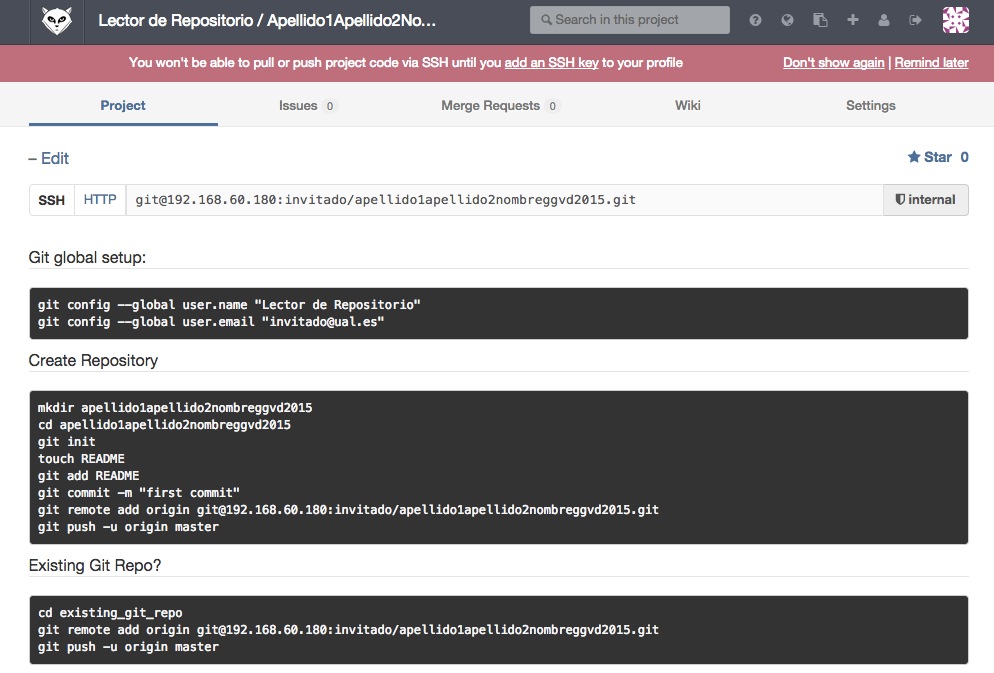 Lector de Repositorio / Apellido1Apellido2No...
Search in this project
You won't be able to pull or push project code via SSH until you add an SSH key to your profile
Don't show again | Remind later
Project
Issues 0
Merge Requests 0
Wiki
Settings
– Edit
Star 0
SSH
HTTP
git@192.168.60.180:invitado/apellido1apellido2nombreggvd2015.git
internal
Git global setup:
git config --global user.name "Lector de Repositorio"
git config --global user.email "invitado@ual.es"
Create Repository
mkdir apellido1apellido2nombreggvd2015
cd apellido1apellido2nombreggvd2015
git init
touch README
git add README
git commit -m "first commit"
git remote add origin git@192.168.60.180:invitado/apellido1apellido2nombreggvd2015.git
git push -u origin master
Existing Git Repo?
cd existing_git_repo
git remote add origin git@192.168.60.180:invitado/apellido1apellido2nombreggvd2015.git
git push -u origin master